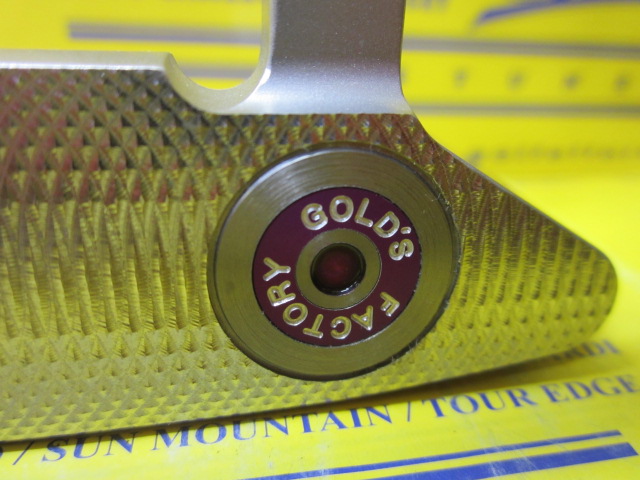 GOLD'S FACTORY
/ SUN MOUNTAIN / TOUR EDGE